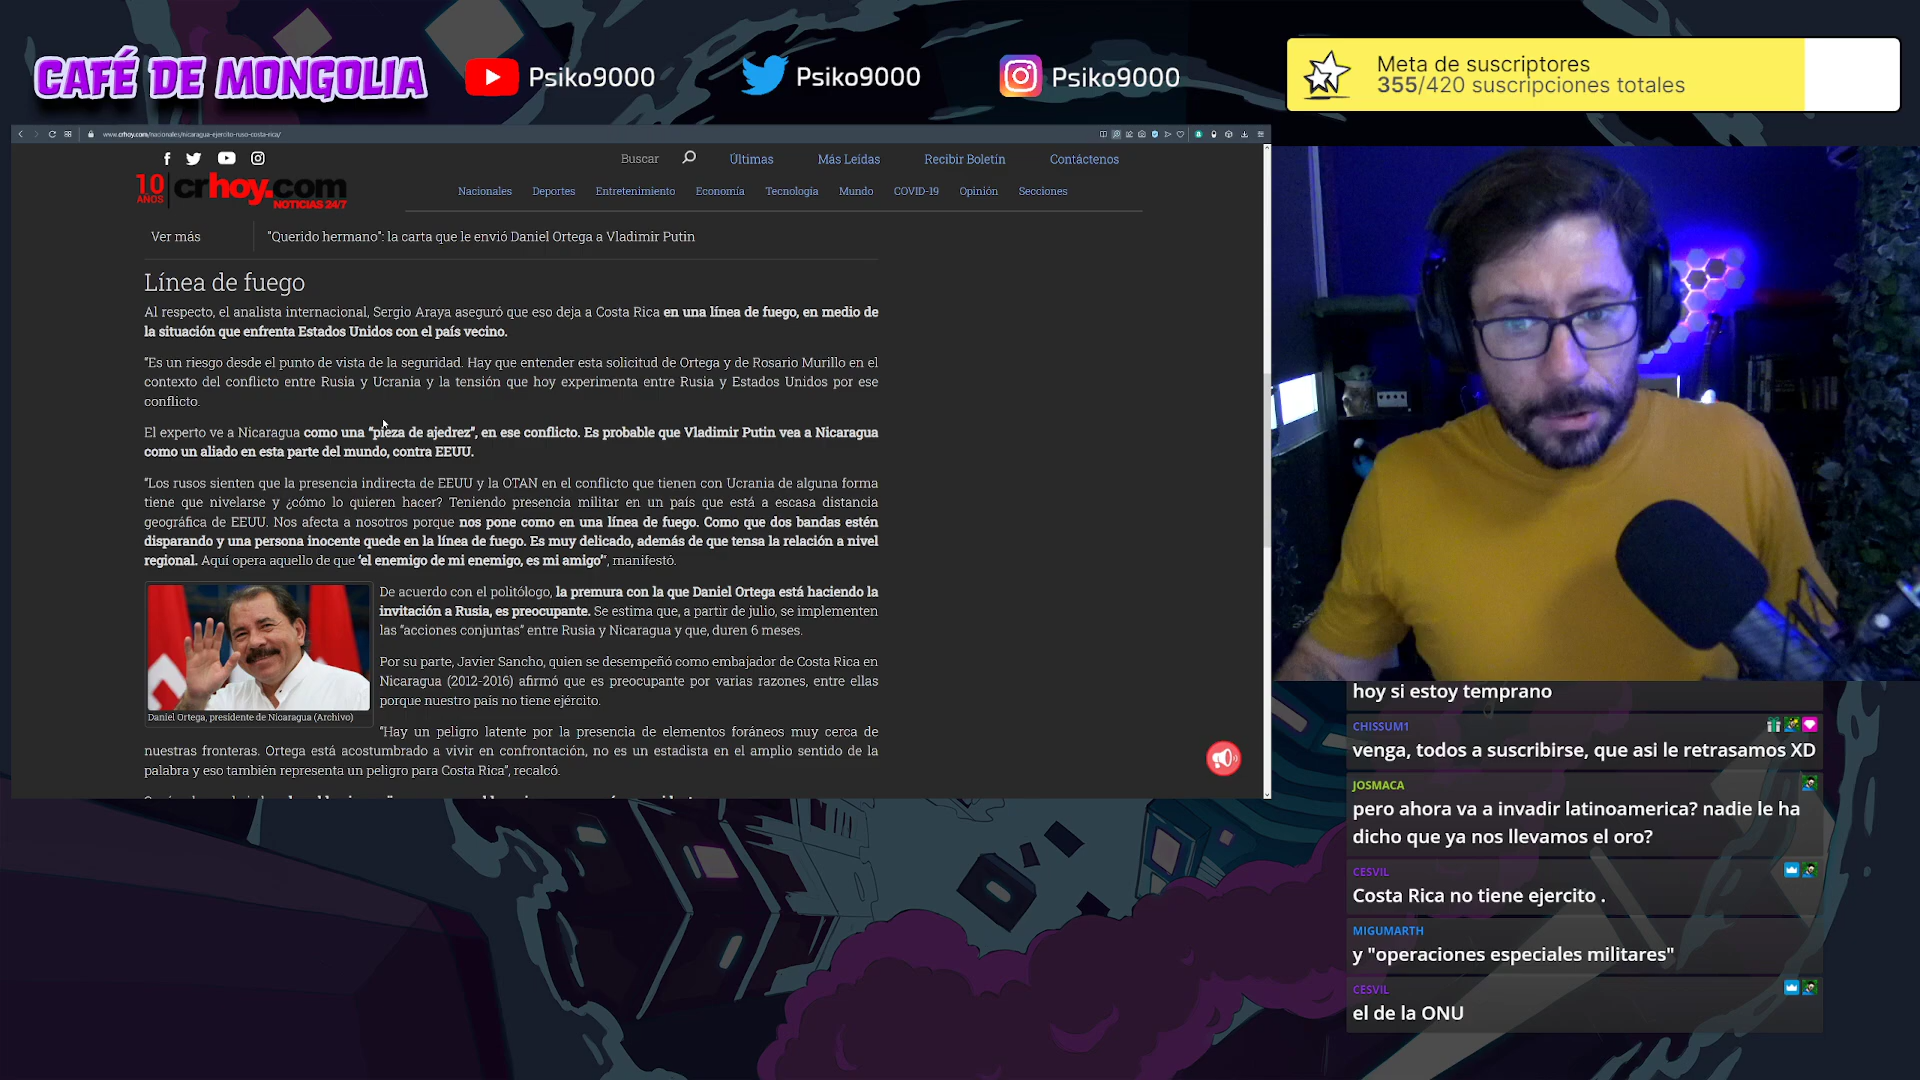 CAFÉ DE MONGOLIA
Psiko9000
Psiko9000
Psiko9000
Meta de suscriptores
355/420 suscripciones totales
www.crhoy.com/nacionales/nicaragua-ejercito-ruso-costa-rica/
Buscar
Últimas
Más Leídas
Recibir Boletín
Contáctenos
10 AÑOS
crhoy.com
NOTICIAS 24/7
Nacionales
Deportes
Entretenimiento
Economía
Tecnología
Mundo
COVID-19
Opinión
Secciones
Ver más
"Querido hermano": la carta que le envió Daniel Ortega a Vladimir Putin
Línea de fuego
Al respecto, el analista internacional, Sergio Araya aseguró que eso deja a Costa Rica en una línea de fuego, en medio de
la situación que enfrenta Estados Unidos con el país vecino.
"Es un riesgo desde el punto de vista de la seguridad. Hay que entender esta solicitud de Ortega y de Rosario Murillo en el
contexto del conflicto entre Rusia y Ucrania y la tensión que hoy experimenta entre Rusia y Estados Unidos por ese
conflicto.
El experto ve a Nicaragua como una "pieza de ajedrez", en ese conflicto. Es probable que Vladimir Putin vea a Nicaragua
como un aliado en esta parte del mundo, contra EEUU.
"Los rusos sienten que la presencia indirecta de EEUU y la OTAN en el conflicto que tienen con Ucrania de alguna forma
tiene que nivelarse y ¿cómo lo quieren hacer? Teniendo presencia militar en un país que está a escasa distancia
geográfica de EEUU. Nos afecta a nosotros porque nos pone como en una línea de fuego. Como que dos bandas estén
disparando y una persona inocente quede en la línea de fuego. Es muy delicado, además de que tensa la relación a nivel
regional. Aquí opera aquello de que 'el enemigo de mi enemigo, es mi amigo'", manifestó.
De acuerdo con el politólogo, la premura con la que Daniel Ortega está haciendo la
invitación a Rusia, es preocupante. Se estima que, a partir de julio, se implementen
las "acciones conjuntas" entre Rusia y Nicaragua y que, duren 6 meses.
Por su parte, Javier Sancho, quien se desempeñó como embajador de Costa Rica en
Nicaragua (2012-2016) afirmó que es preocupante por varias razones, entre ellas
porque nuestro país no tiene ejército.
Daniel Ortega, presidente de Nicaragua (Archivo)
"Hay un peligro latente por la presencia de elementos foráneos muy cerca de
nuestras fronteras. Ortega está acostumbrado a vivir en confrontación, no es un estadista en el amplio sentido de la
palabra y eso también representa un peligro para Costa Rica", recalcó.
hoy si estoy temprano
CHISSUM1
venga, todos a suscribirse, que asi le retrasamos XD
JOSMACA
pero ahora va a invadir latinoamerica? nadie le ha
dicho que ya nos llevamos el oro?
CESVIL
Costa Rica no tiene ejercito .
MIGUMARTH
y "operaciones especiales militares"
CESVIL
el de la ONU